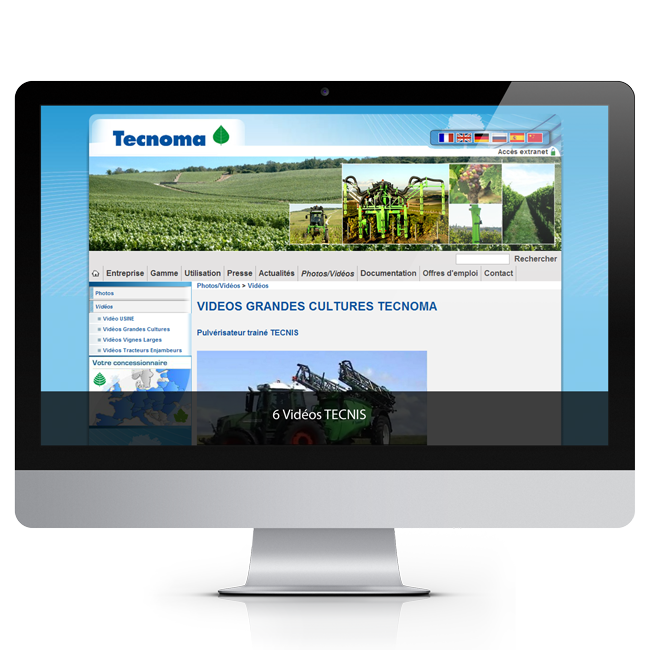 Tecnoma
Accès extranet
Rechercher
Entreprise Gamme Utilisation Presse Actualités Photos/Vidéos Documentation Offres d'emploi Contact
Photos/Vidéos > Vidéos
Photos
Vidéos
Vidéo USINE
Vidéos Grandes Cultures
Vidéos Vignes Larges
Vidéos Tracteurs Enjambeurs
Votre concessionnaire
VIDEOS GRANDES CULTURES TECNOMA
Pulvérisateur trainé TECNIS
6 Vidéos TECNIS